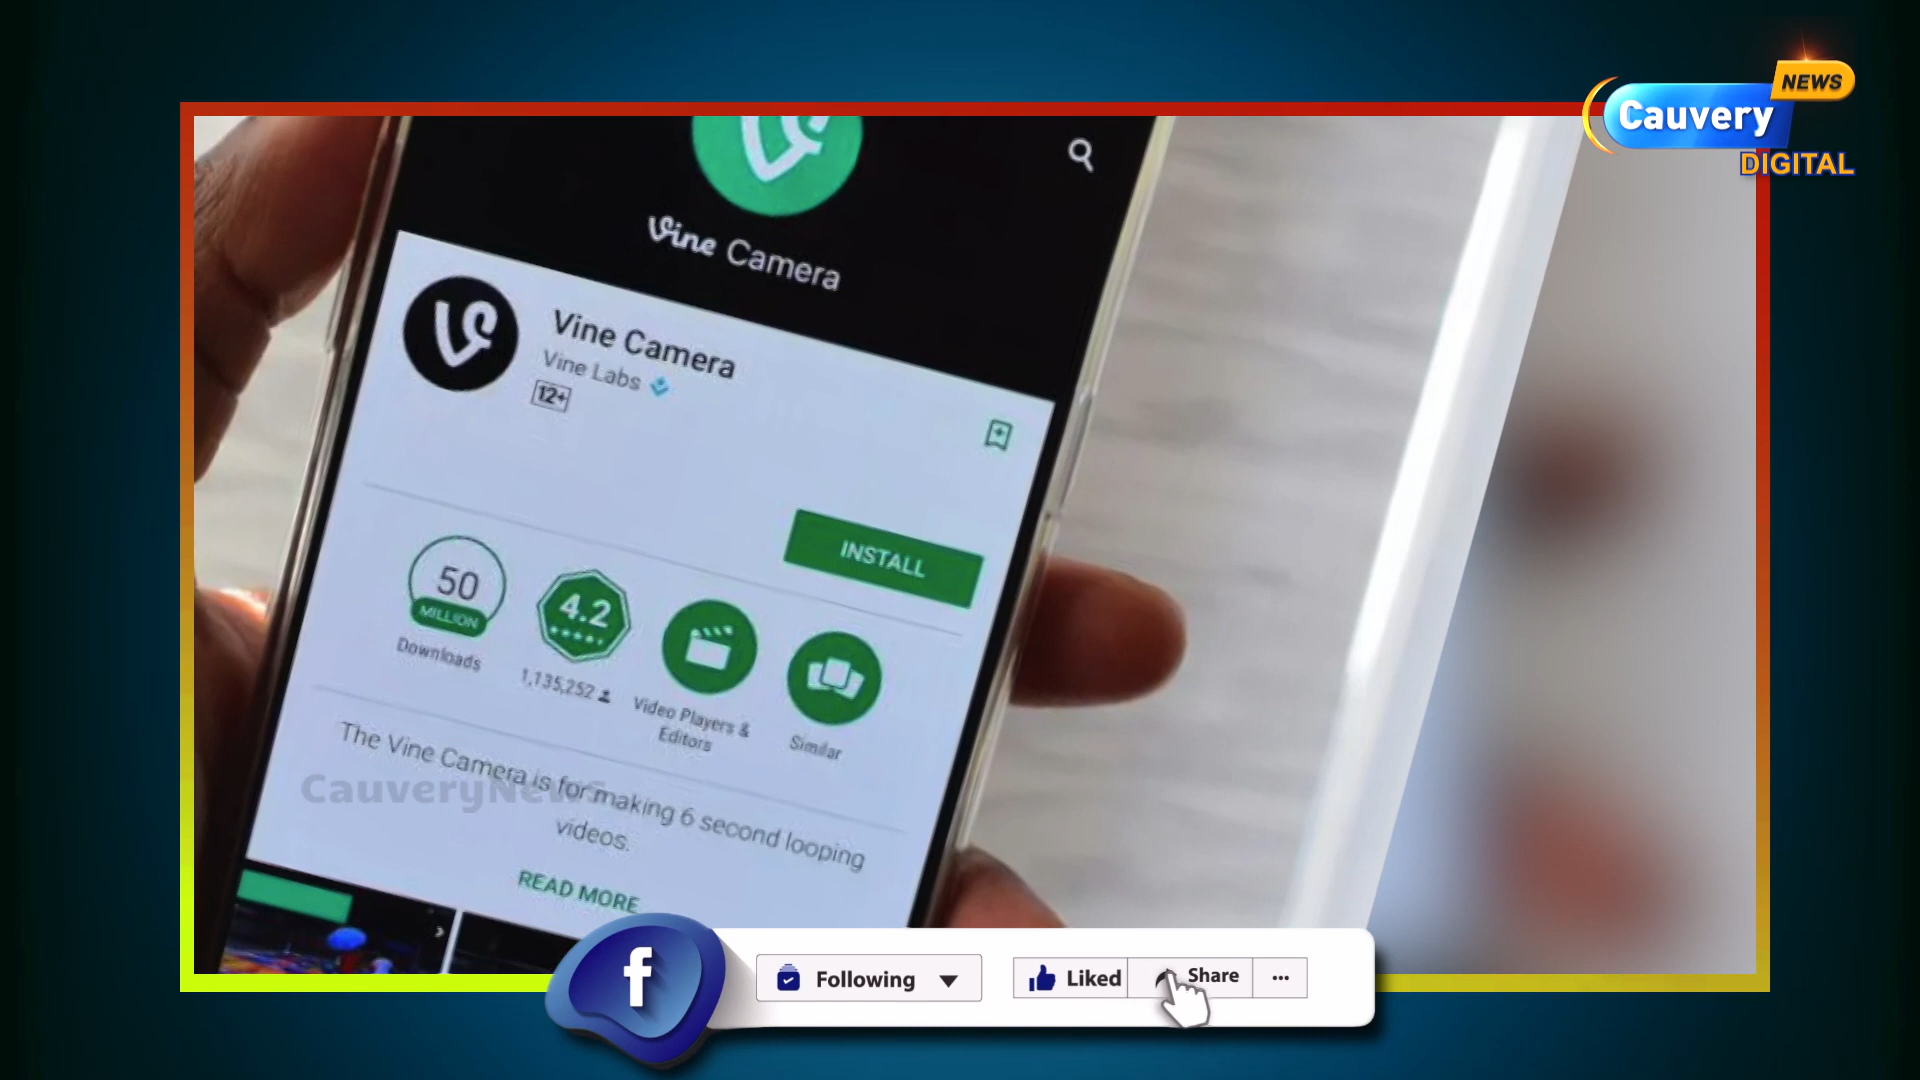 NEWS
Cauvery
DIGITAL
Vine Camera
Vine Camera
Vine Labs
12+
INSTALL
50
MILLION
Downloads
4.2
1,135,252
Video Players &
Editors
Similar
The Vine Camera is for making 6 second looping
videos.
CauveryNews
READ MORE
f
Following
Liked
Share
...